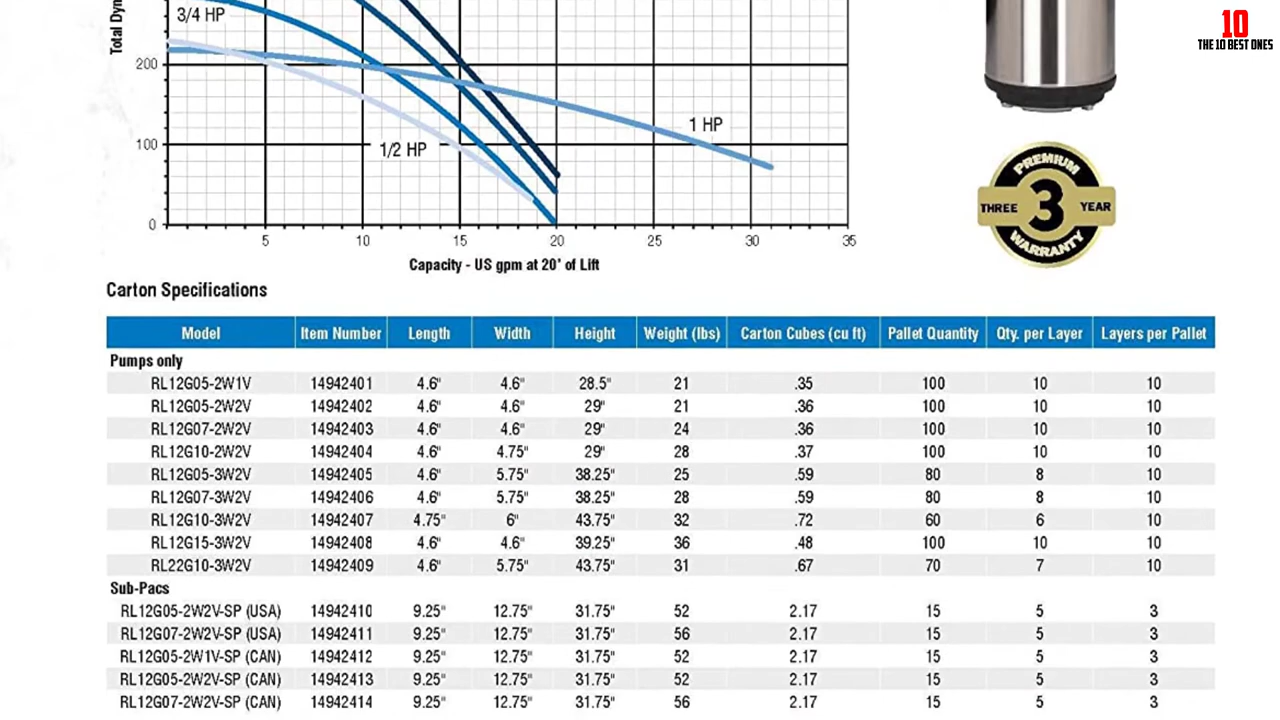 10
THE 10 BEST ONES
Total Dyn
3/4 HP
200
1 HP
100
1/2 HP
0
5 10 15 20 25 30 35
Capacity - US gpm at 20' of Lift
PREMIUM
THREE 3 YEAR
WARRANTY
Carton Specifications
Model Item Number Length Width Height Weight (lbs) Carton Cubes (cu ft) Pallet Quantity Qty. per Layer Layers per Pallet
Pumps only
RL12G05-2W1V 14942401 4.6" 4.6" 28.5" 21 .35 100 10 10
RL12G05-2W2V 14942402 4.6" 4.6" 29" 21 .36 100 10 10
RL12G07-2W2V 14942403 4.6" 4.6" 29" 24 .36 100 10 10
RL12G10-2W2V 14942404 4.6" 4.75" 29" 28 .37 100 10 10
RL12G05-3W2V 14942405 4.6" 5.75" 38.25" 25 .59 80 8 10
RL12G07-3W2V 14942406 4.6" 5.75" 38.25" 28 .59 80 8 10
RL12G10-3W2V 14942407 4.75" 6" 43.75" 32 .72 60 6 10
RL12G15-3W2V 14942408 4.6" 4.6" 39.25" 36 .48 100 10 10
RL22G10-3W2V 14942409 4.6" 5.75" 43.75" 31 .67 70 7 10
Sub-Pacs
RL12G05-2W2V-SP (USA) 14942410 9.25" 12.75" 31.75" 52 2.17 15 5 3
RL12G07-2W2V-SP (USA) 14942411 9.25" 12.75" 31.75" 56 2.17 15 5 3
RL12G05-2W1V-SP (CAN) 14942412 9.25" 12.75" 31.75" 52 2.17 15 5 3
RL12G05-2W2V-SP (CAN) 14942413 9.25" 12.75" 31.75" 52 2.17 15 5 3
RL12G07-2W2V-SP (CAN) 14942414 9.25" 12.75" 31.75" 56 2.17 15 5 3